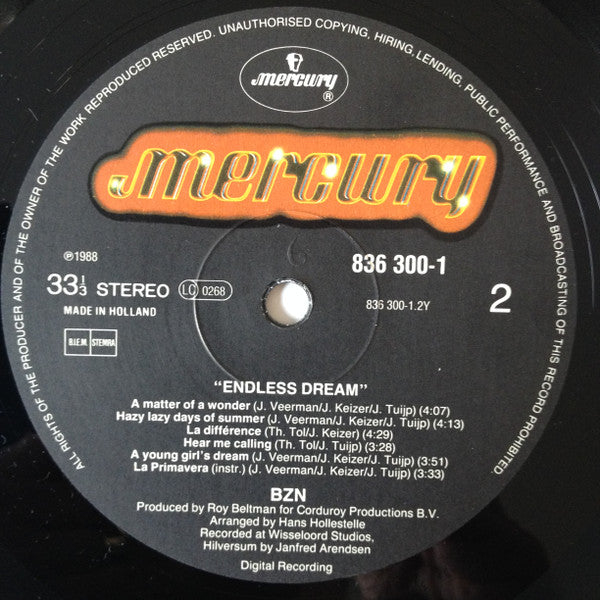 ALL RIGHTS OF THE PRODUCER AND OF THE OWNER OF THE WORK REPRODUCED RESERVED. UNAUTHORISED COPYING, HIRING, LENDING, PUBLIC PERFORMANCE AND BROADCASTING OF THIS RECORD PROHIBITED.
mercury
®
mercury
℗1988
836 300-1
33⅓ STEREO
LC 0268
836 300-1.2Y
2
MADE IN HOLLAND
B.I.E.M. STEMRA
"ENDLESS DREAM"
A matter of a wonder (J. Veerman/J. Keizer/J. Tuijp) (4:07)
Hazy lazy days of summer (J. Veerman/J. Keizer/J. Tuijp) (4:13)
La différence (Th. Tol/J. Keizer) (4:29)
Hear me calling (Th. Tol/J. Tuijp) (3:28)
A young girl's dream (J. Veerman/J. Keizer/J. Tuijp) (3:51)
La Primavera (instr.) (J. Veerman/J. Keizer/J. Tuijp) (3:33)
BZN
Produced by Roy Beltman for Corduroy Productions B.V.
Arranged by Hans Hollestelle
Recorded at Wisseloord Studios,
Hilversum by Janfred Arendsen
Digital Recording